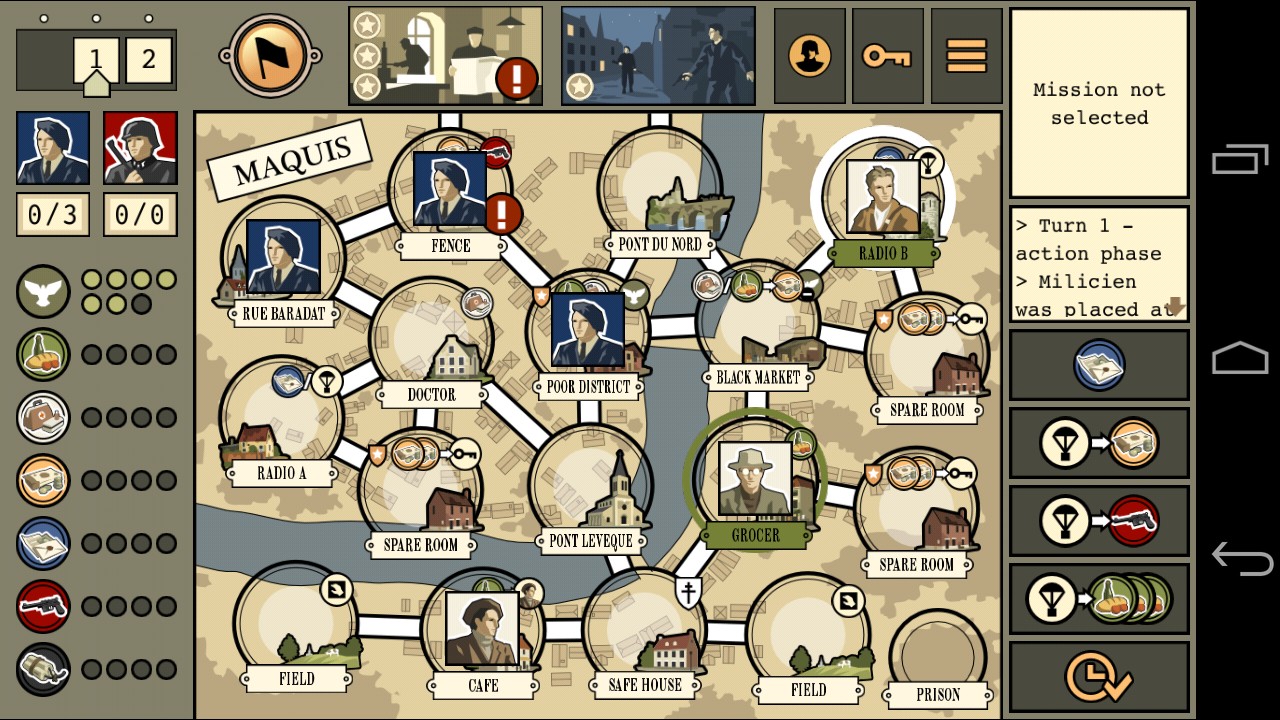 1 2
0/3 0/0
MAQUIS
FENCE
PONT DU NORD
RADIO B
RUE BARADAT
DOCTOR
POOR DISTRICT
BLACK MARKET
SPARE ROOM
RADIO A
SPARE ROOM
PONT LEVEQUE
GROCER
SPARE ROOM
FIELD
CAFE
SAFE HOUSE
FIELD
PRISON
Mission not
selected
> Turn 1 –
action phase
> Milicien
was placed at